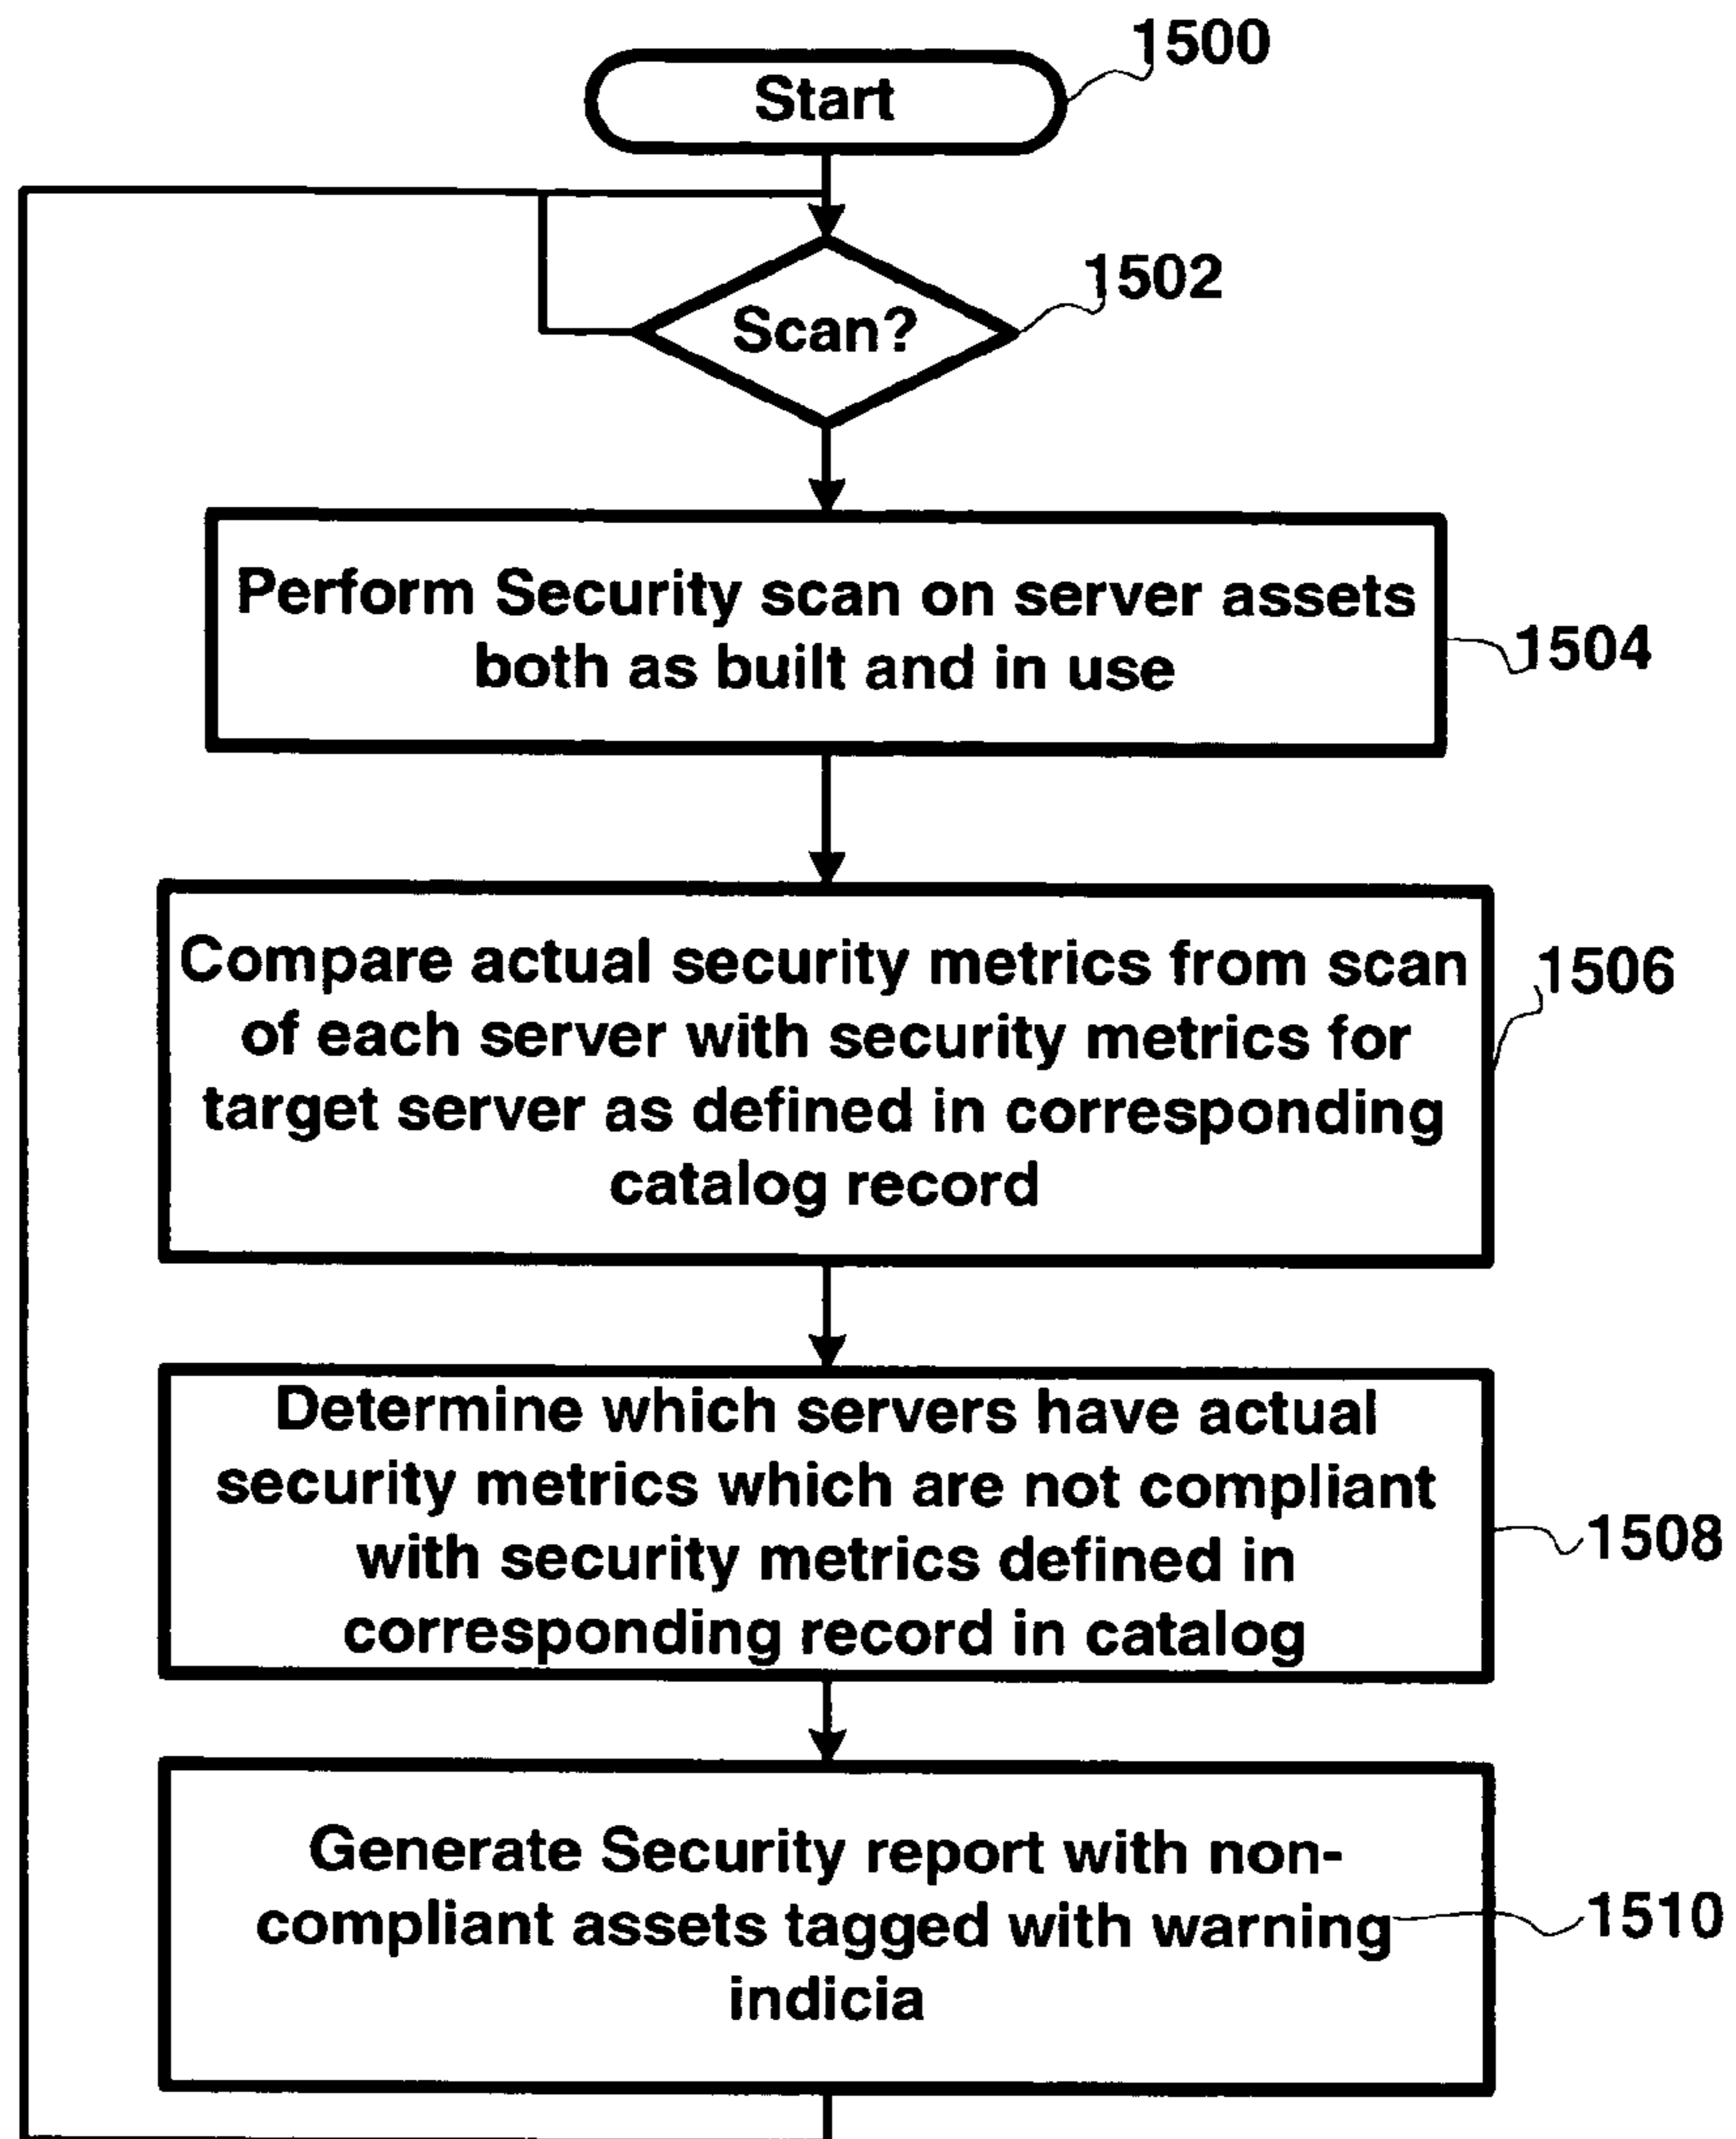 1500
Start
1502
Scan?
Perform Security scan on server assets
both as built and in use
1504
Compare actual security metrics from scan
of each server with security metrics for
target server as defined in corresponding
catalog record
1506
Determine which servers have actual
security metrics which are not compliant
with security metrics defined in
corresponding record in catalog
1508
Generate Security report with non-
compliant assets tagged with warning
indicia
1510